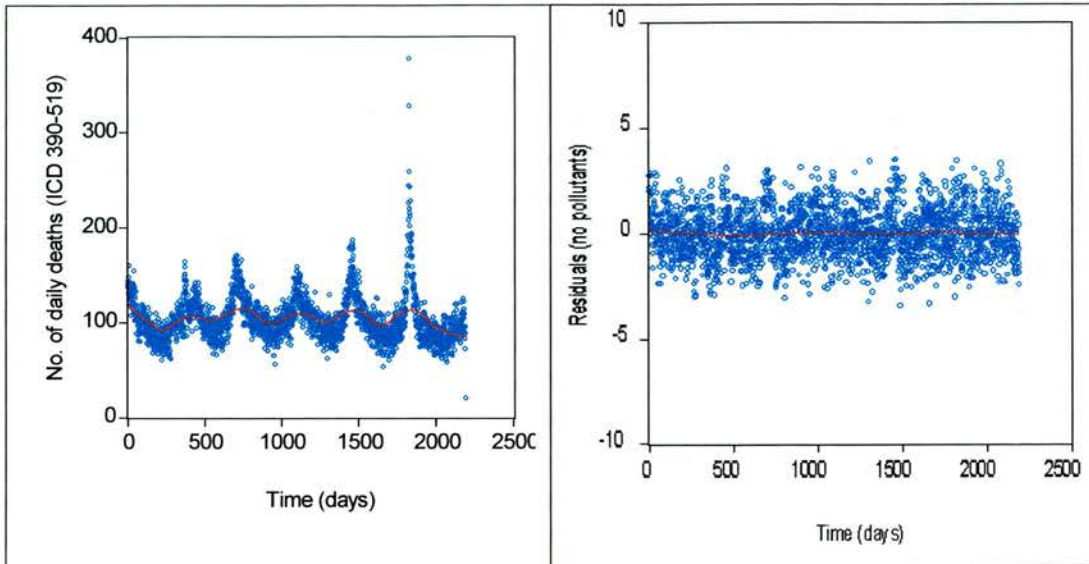 No. of daily deaths (ICD 390-519)
400
300
200
100
0
0 500 1000 1500 2000 2500
Time (days)
Residuals (no pollutants)
10
5
0
-5
-10
0 500 1000 1500 2000 2500
Time (days)